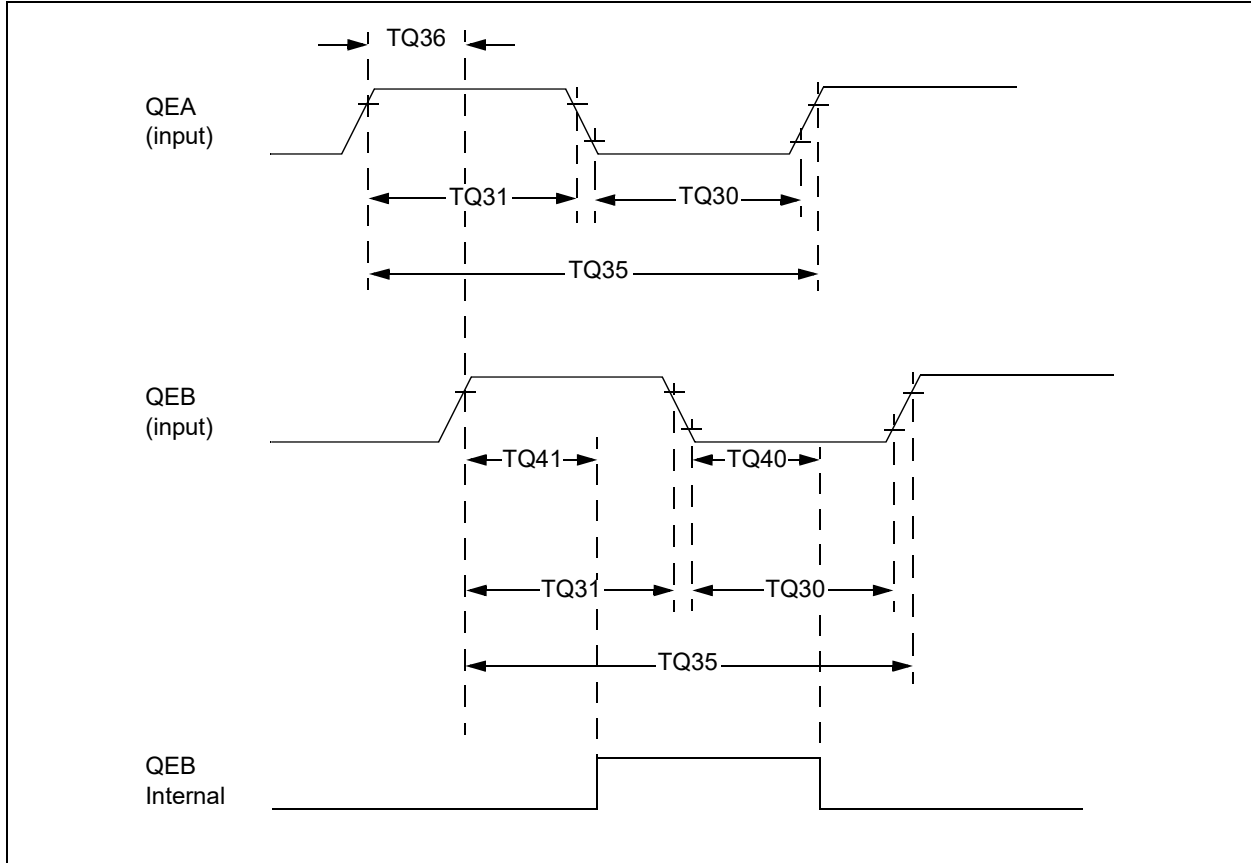 TQ36
QEA
(input)
TQ31
TQ30
TQ35
QEB
(input)
TQ41
TQ40
TQ31
TQ30
TQ35
QEB
Internal